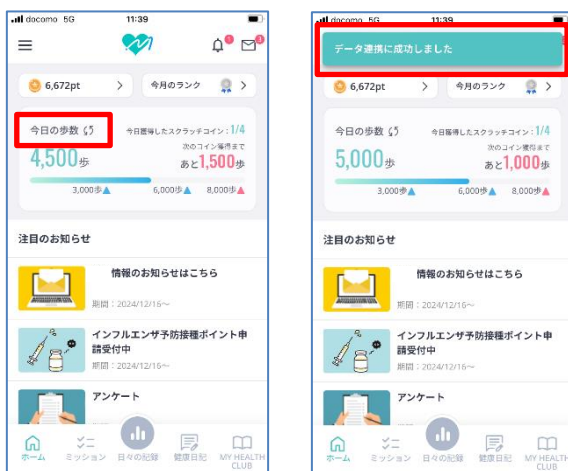 docomo 5G 11:39
6,672pt 今月のランク
今日の歩数 今日獲得したスクラッチコイン：1/4
次のコイン獲得まで
4,500歩 あと1,500歩
3,000歩▲ 6,000歩▲ 8,000歩▲
注目のお知らせ
情報のお知らせはこちら
期間：2024/12/16～
インフルエンザ予防接種ポイント申
請受付中
期間：2024/12/16～
アンケート
ホーム ミッション 日々の記録 健康日記 MY HEALTH
CLUB
docomo 5G 11:39
データ連携に成功しました
6,672pt 今月のランク
今日の歩数 今日獲得したスクラッチコイン：1/4
次のコイン獲得まで
5,000歩 あと1,000歩
3,000歩▲ 6,000歩▲ 8,000歩▲
注目のお知らせ
情報のお知らせはこちら
期間：2024/12/16～
インフルエンザ予防接種ポイント申
請受付中
期間：2024/12/16～
アンケート
ホーム ミッション 日々の記録 健康日記 MY HEALTH
CLUB